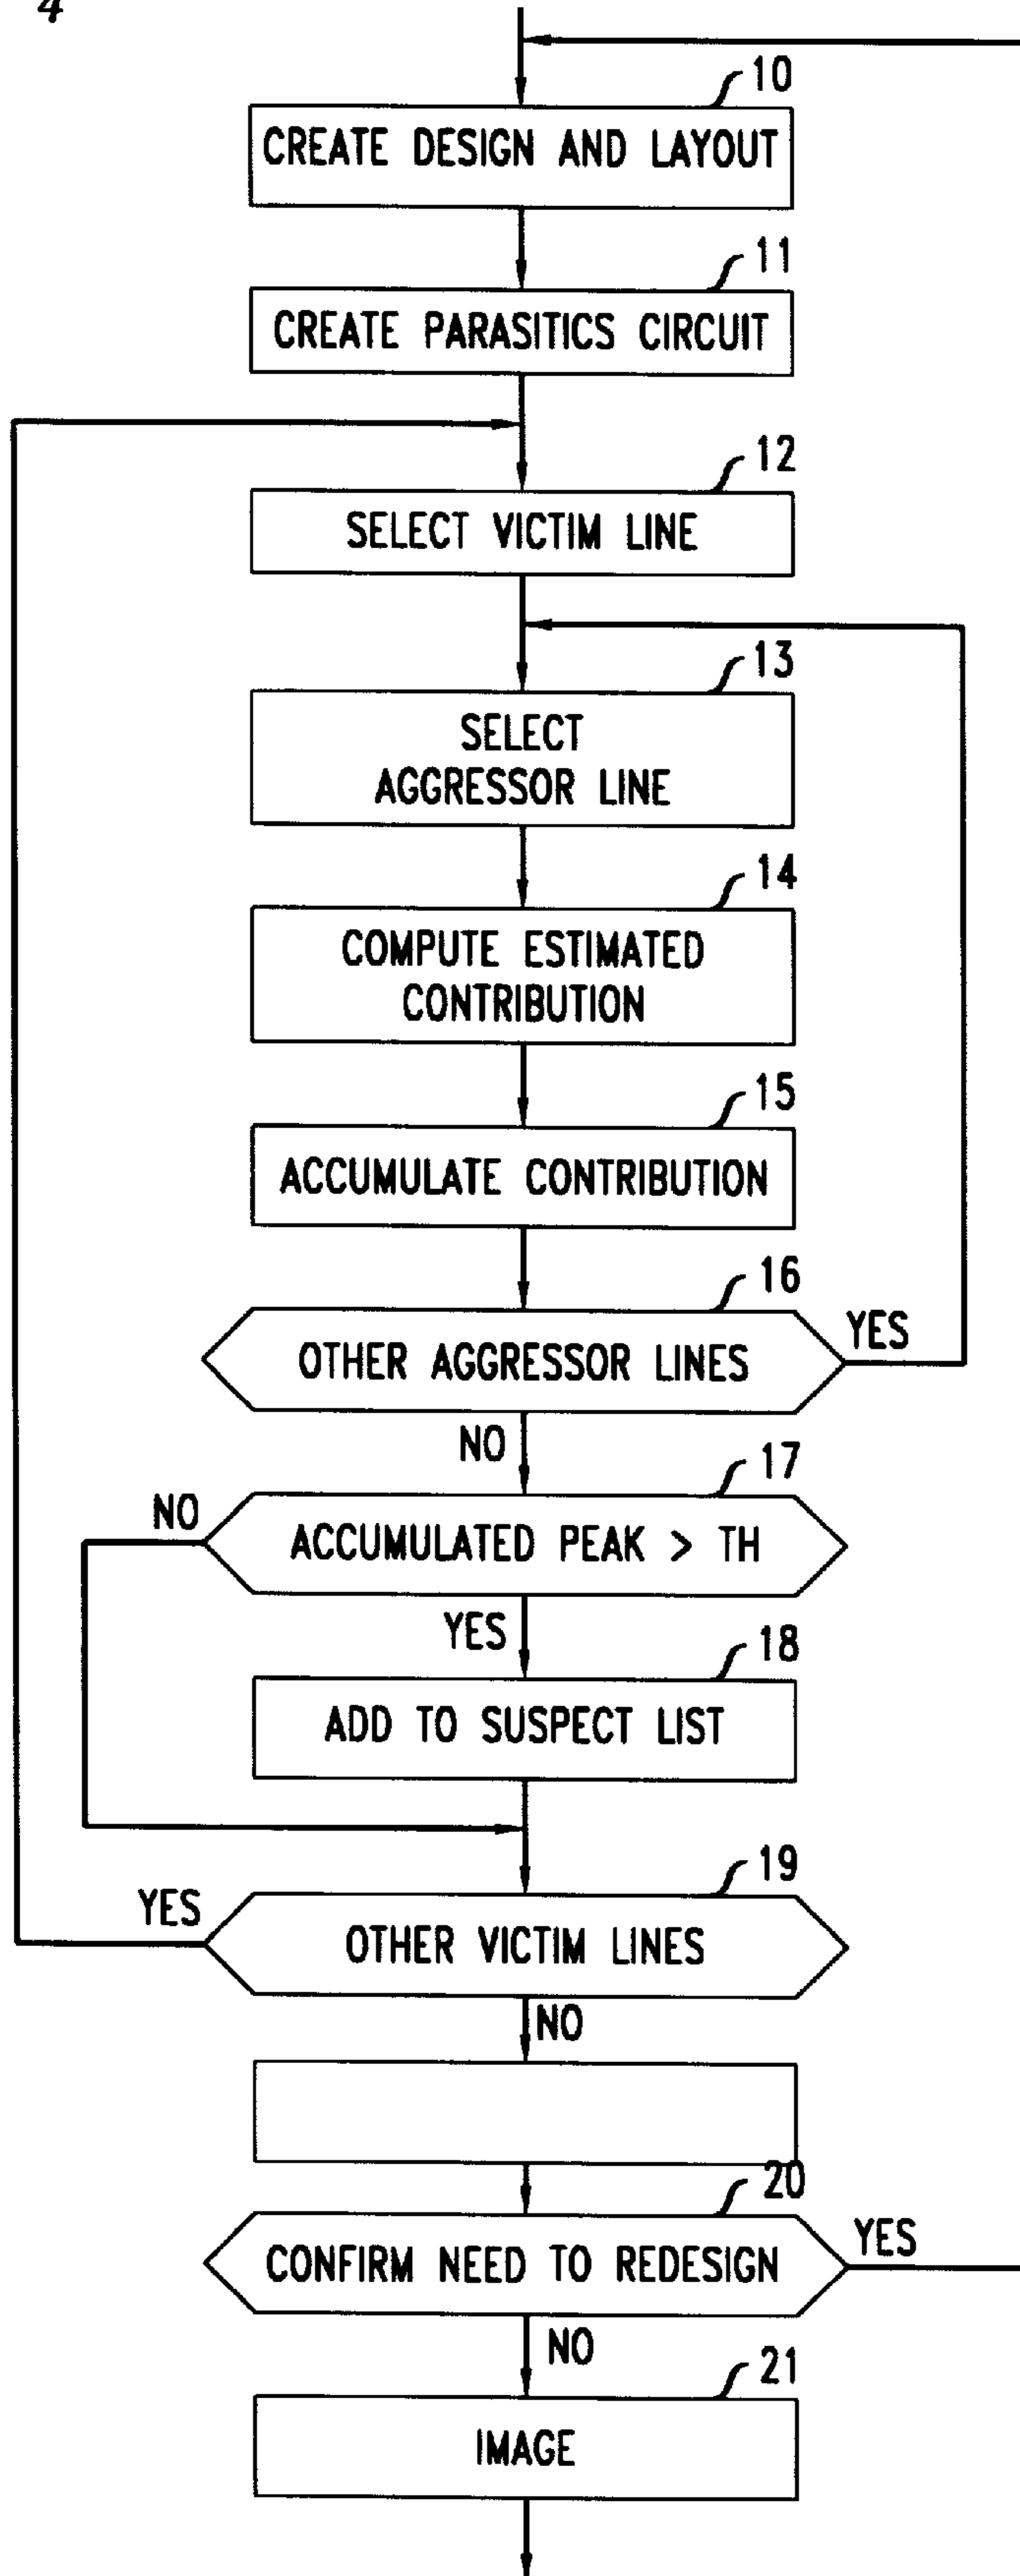 4
10
CREATE DESIGN AND LAYOUT
11
CREATE PARASITICS CIRCUIT
12
SELECT VICTIM LINE
13
SELECT
AGGRESSOR LINE
14
COMPUTE ESTIMATED
CONTRIBUTION
15
ACCUMULATE CONTRIBUTION
16
OTHER AGGRESSOR LINES
YES
NO
17
NO
ACCUMULATED PEAK > TH
YES
18
ADD TO SUSPECT LIST
19
YES
OTHER VICTIM LINES
NO
20
CONFIRM NEED TO REDESIGN
YES
NO
21
IMAGE